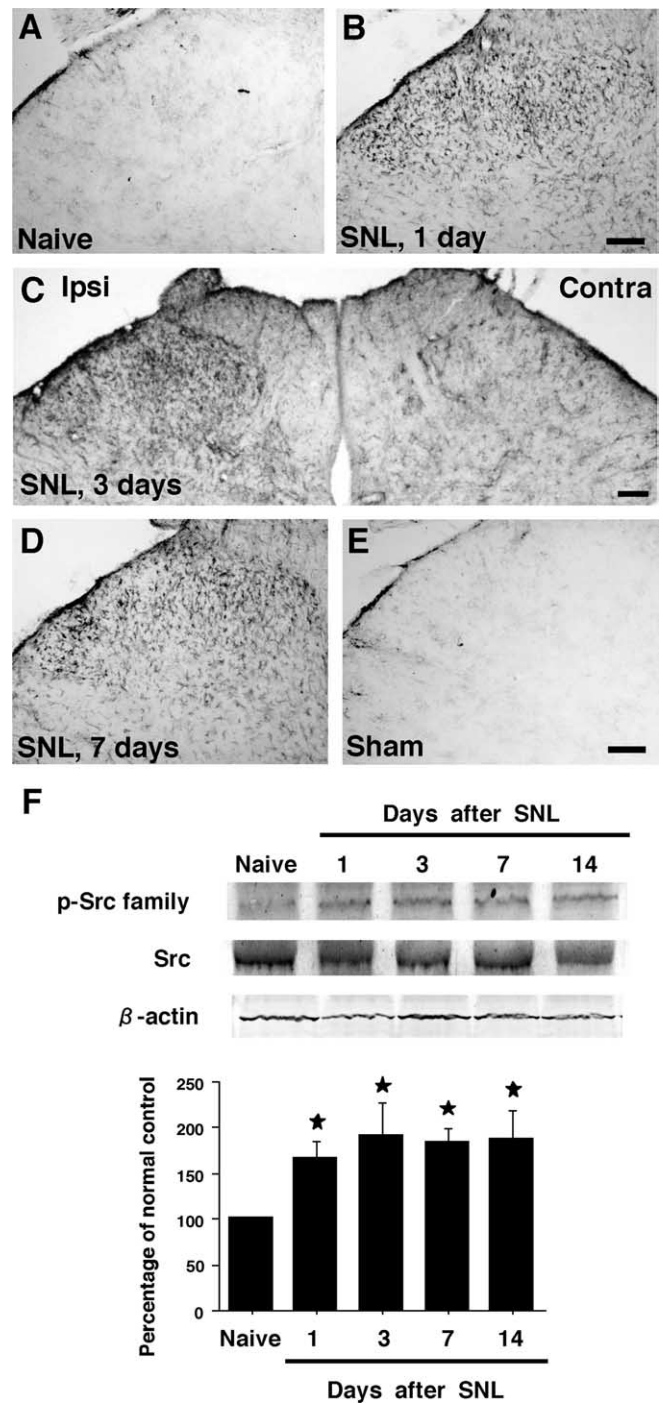 A
Naive
B
SNL, 1 day
C
Ipsi
Contra
SNL, 3 days
D
SNL, 7 days
E
Sham
F
Days after SNL
Naive 1 3 7 14
p-Src family
Src
β-actin
Percentage of normal control
250
200
150
100
50
0
Naive 1 3 7 14
Days after SNL